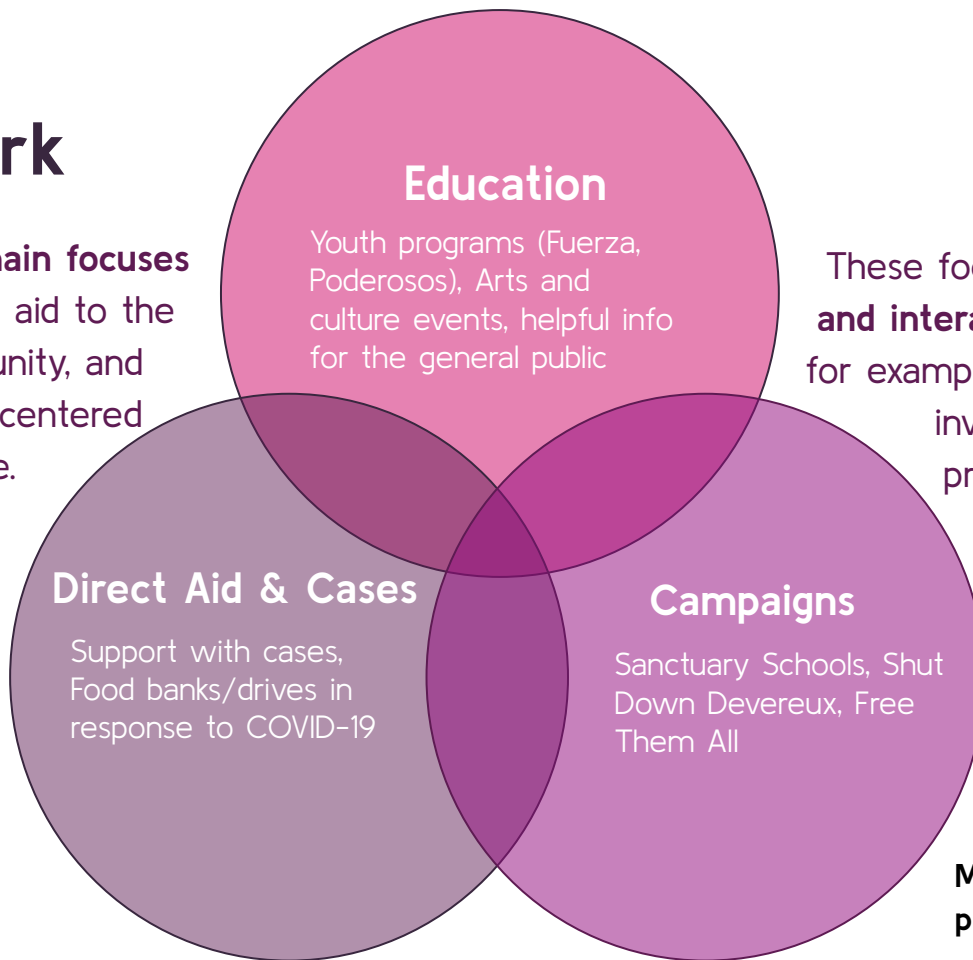 rk
ain focuses
aid to the
unity, and
centered
e.
Education
Youth programs (Fuerza,
Poderosos), Arts and
culture events, helpful info
for the general public
These fo
and intera
for examp
inv
pr
Direct Aid & Cases
Support with cases,
Food banks/drives in
response to COVID-19
Campaigns
Sanctuary Schools, Shut
Down Devereux, Free
Them All
M
p